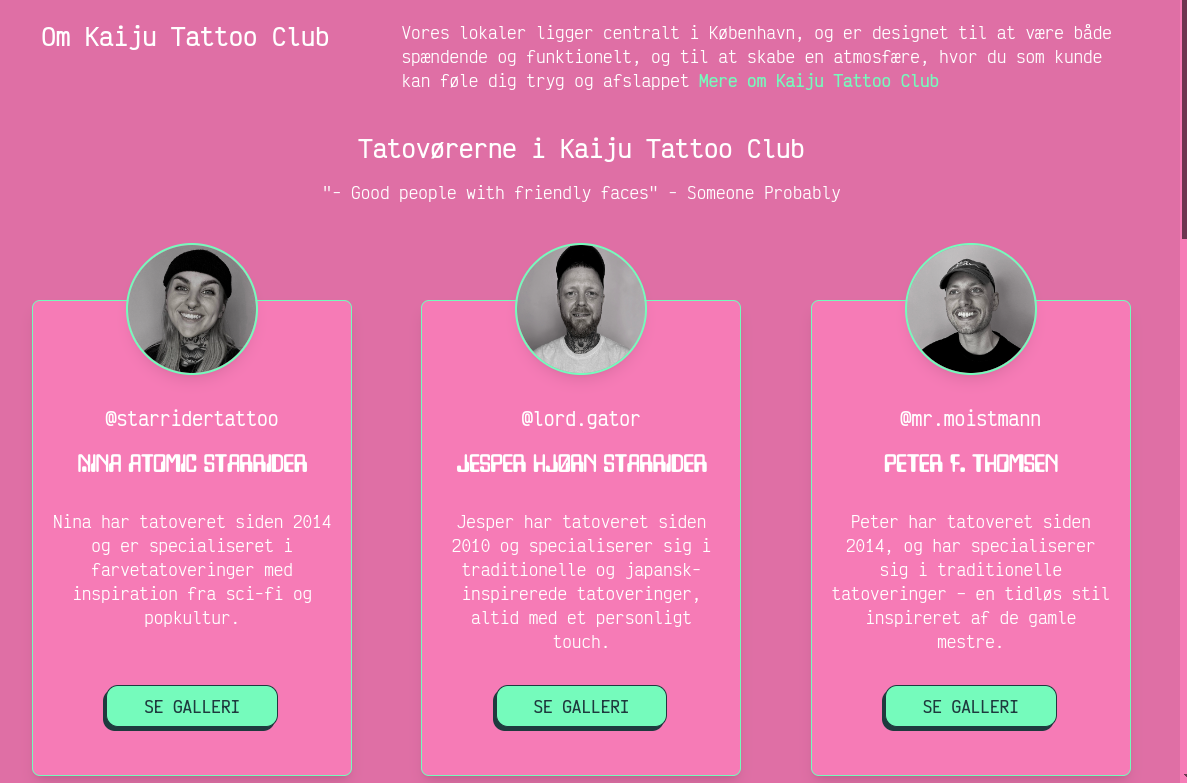 Om Kaiju Tattoo Club
Vores lokaler ligger centralt i København, og er designet til at være både
spændende og funktionelt, og til at skabe en atmosfære, hvor du som kunde
kan føle dig tryg og afslappet Mere om Kaiju Tattoo Club
Tatovørerne i Kaiju Tattoo Club
"- Good people with friendly faces" - Someone Probably
@starridertattoo
NINA ATOMIC STARRIDER
Nina har tatoveret siden 2014
og er specialiseret i
farvetatoveringer med
inspiration fra sci-fi og
popkultur.
SE GALLERI
@lord.gator
JESPER HJØRN STARRIDER
Jesper har tatoveret siden
2010 og specialiserer sig i
traditionelle og japansk-
inspirerede tatoveringer,
altid med et personligt
touch.
SE GALLERI
@mr.moistmann
PETER F. THOMSEN
Peter har tatoveret siden
2014, og har specialiserer
sig i traditionelle
tatoveringer – en tidløs stil
inspireret af de gamle
mestre.
SE GALLERI